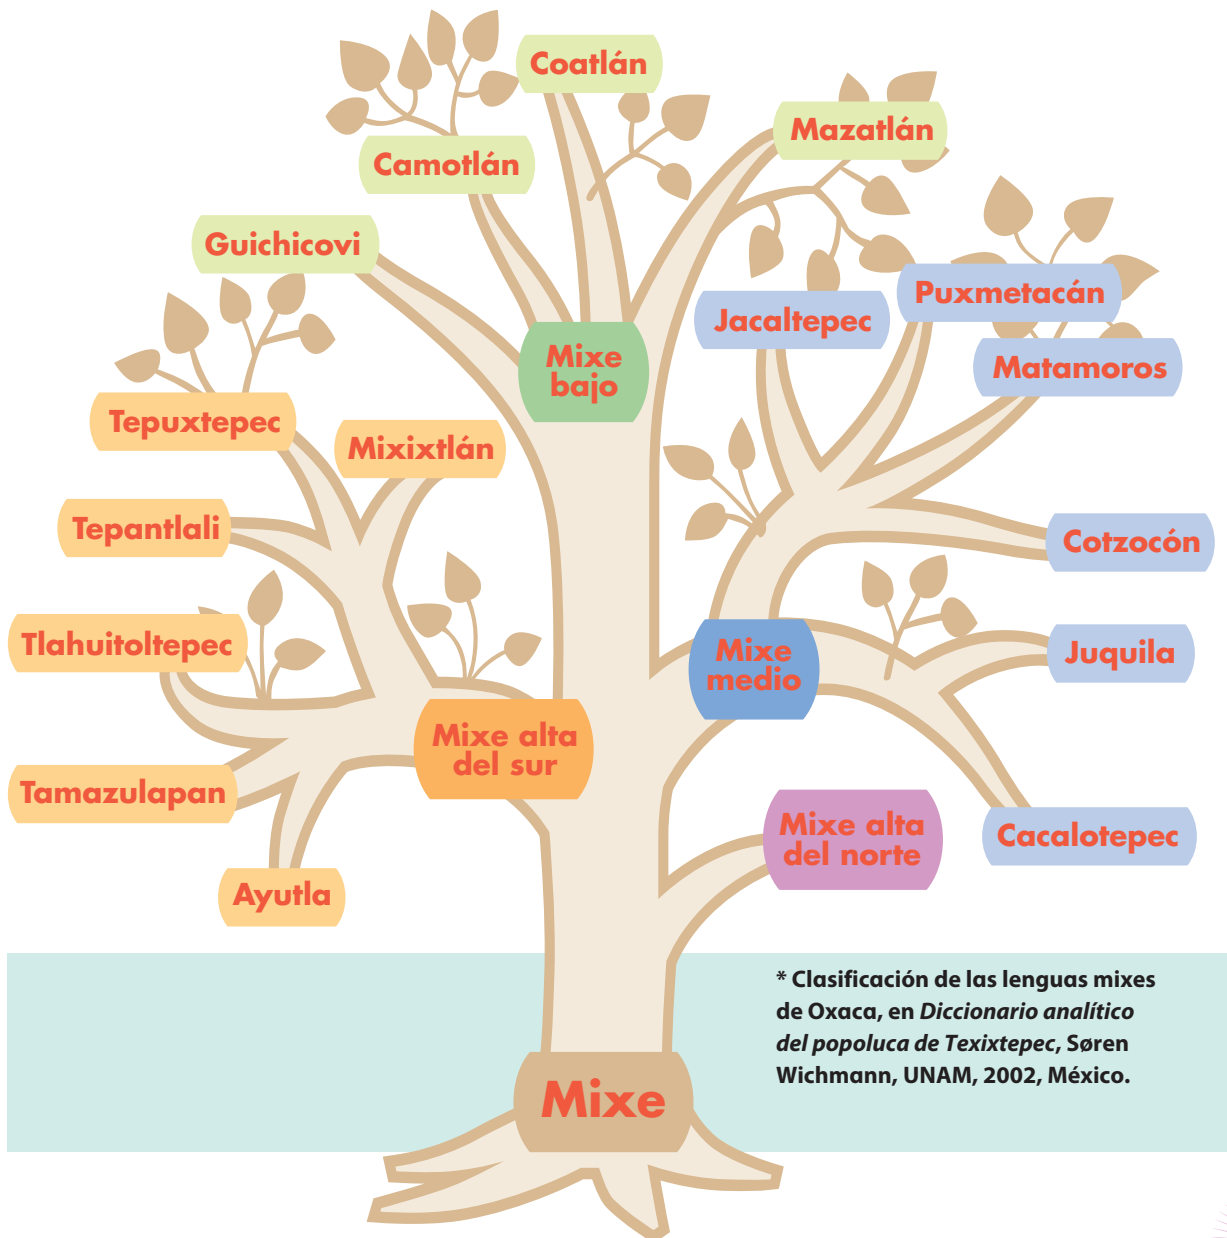 Coatlán
Mazatlán
Camotlán
Guichicovi
Puxmetacán
Jacaltepec
Mixe
bajo
Matamoros
Tepuxtepec
Mixixtlán
Tepantlali
Cotzocón
Tlahuitoltepec
Mixe
medio
Juquila
Mixe alta
del sur
Tamazulapan
Mixe alta
del norte
Cacalotepec
Ayutla
* Clasificación de las lenguas mixes
de Oxaca, en Diccionario analítico
del popoluca de Texixtepec, Søren
Wichmann, UNAM, 2002, México.
Mixe